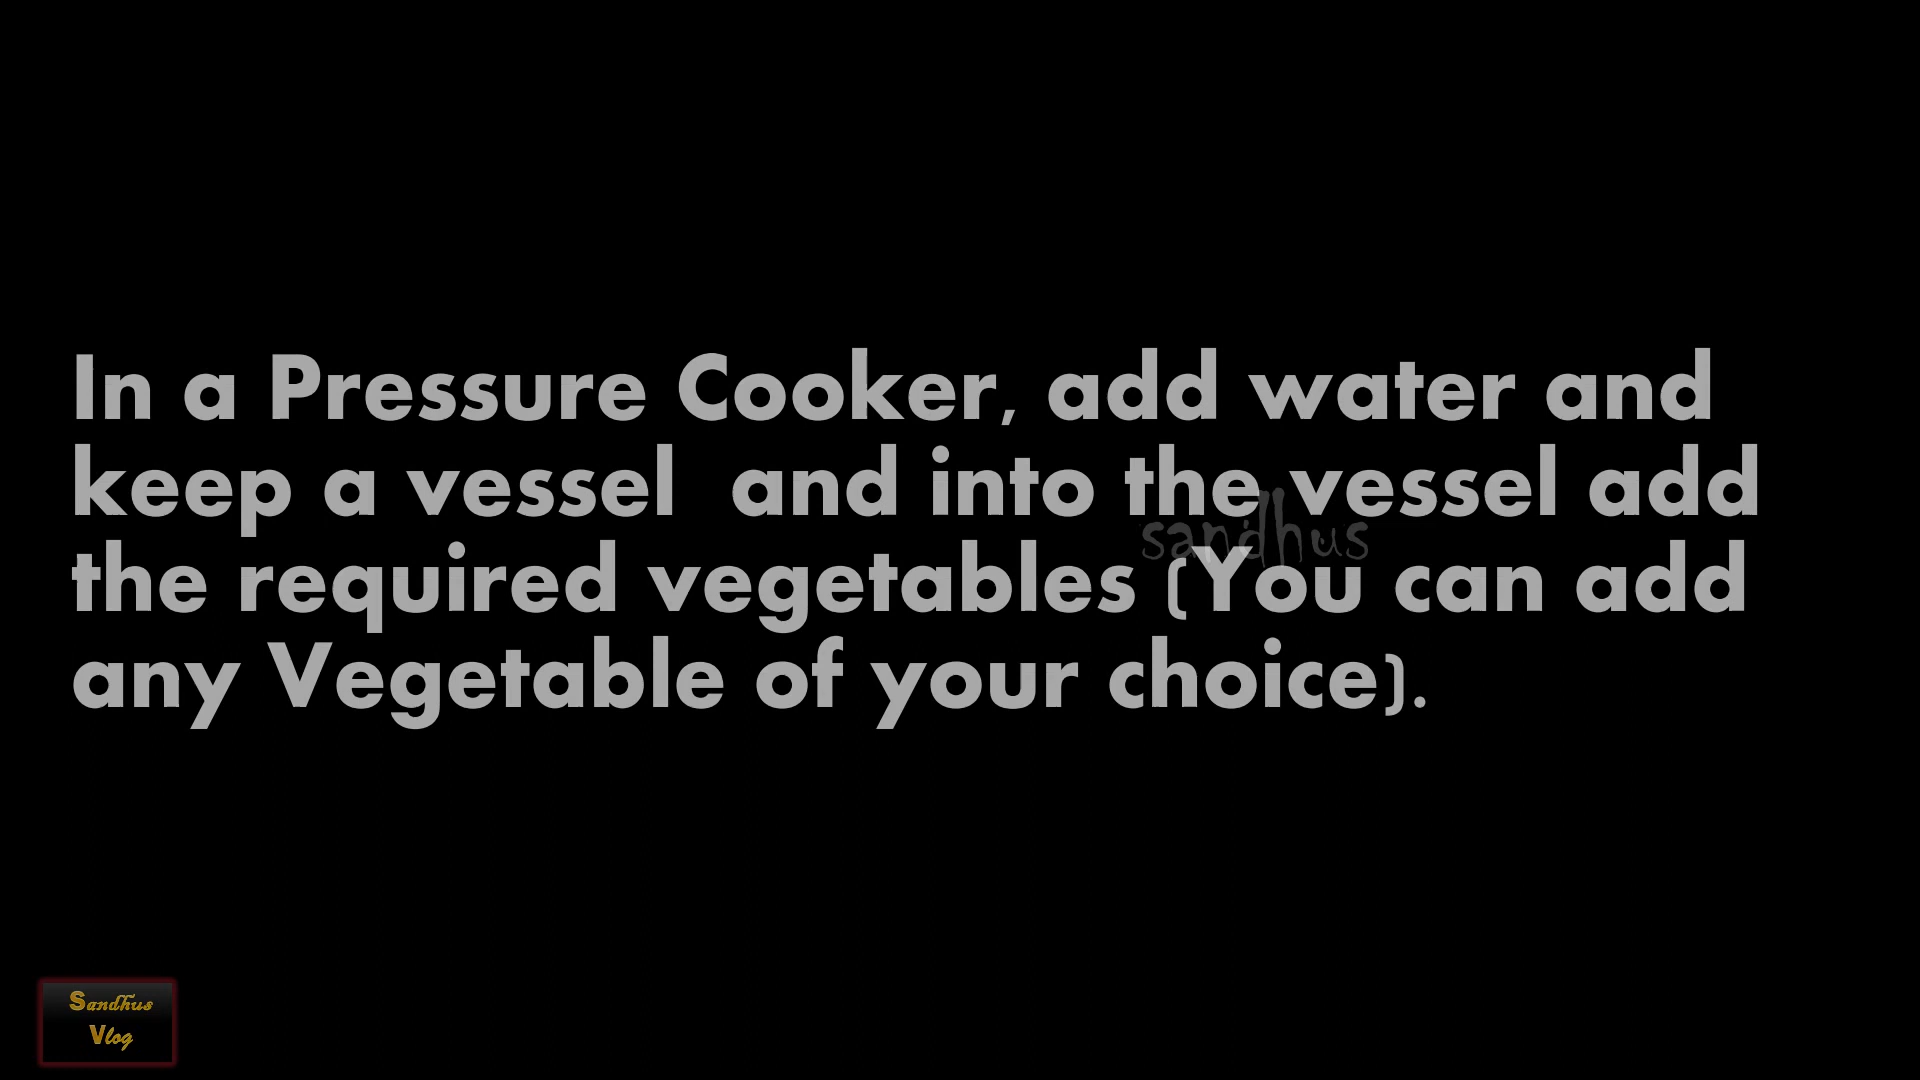 In a Pressure Cooker, add water and
keep a vessel  and into the vessel add
sandhus
the required vegetables (You can add
any Vegetable of your choice).
Sandhus
Vlog